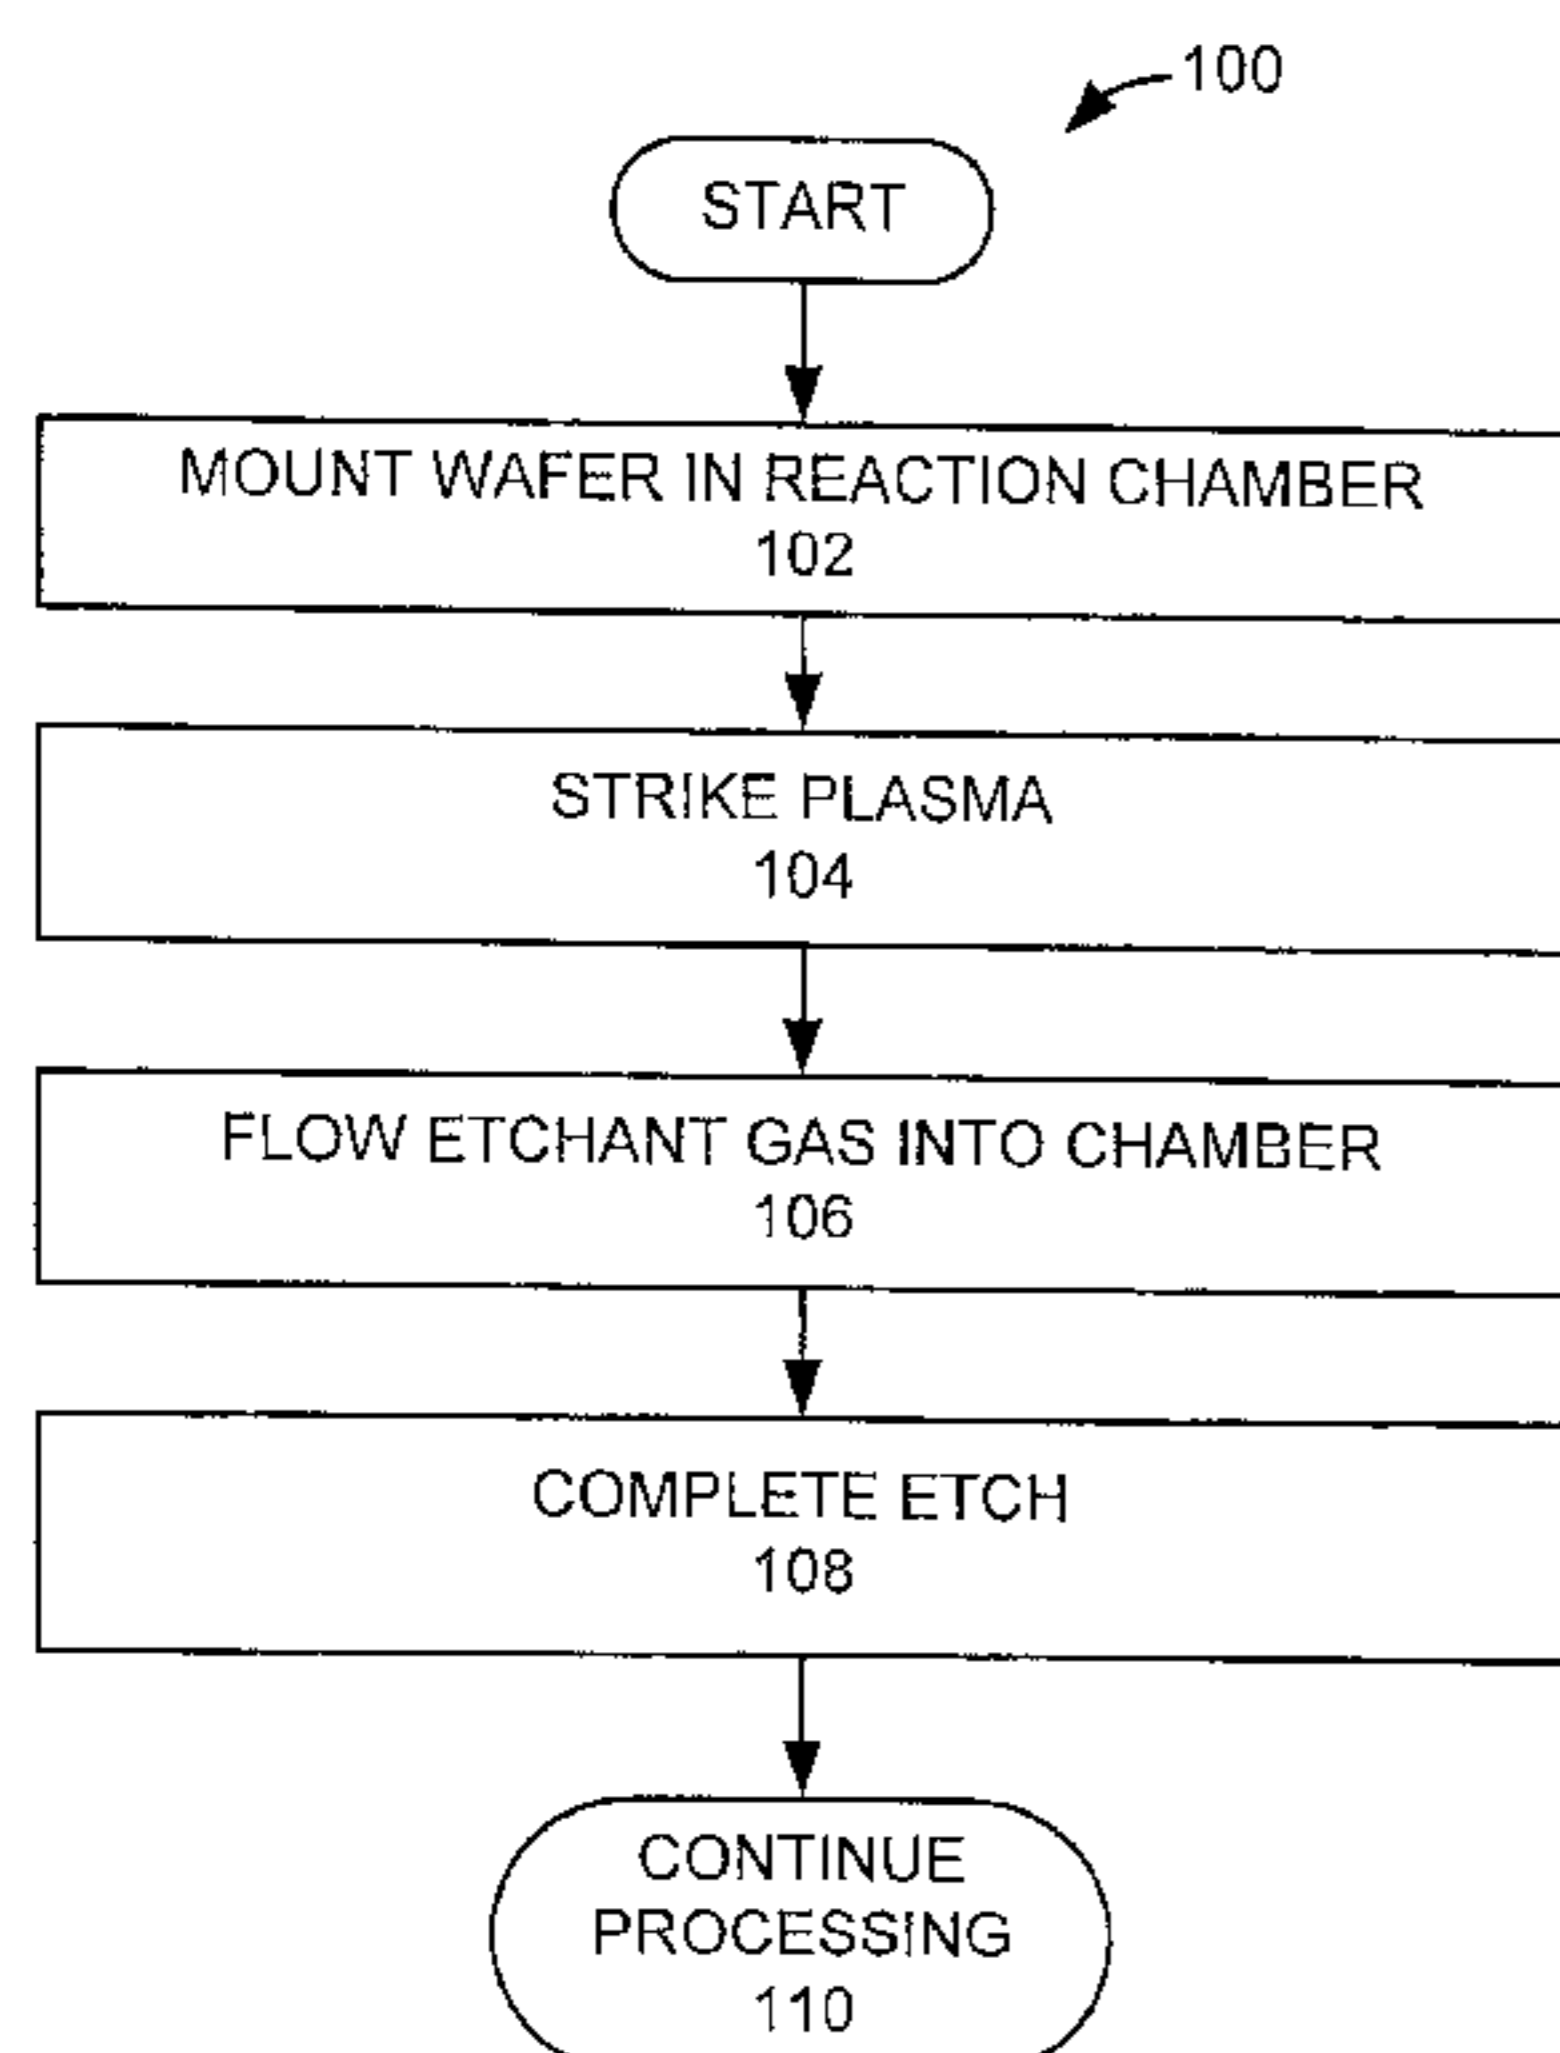 100
START
MOUNT WAFER IN REACTION CHAMBER
102
STRIKE PLASMA
104
FLOW ETCHANT GAS INTO CHAMBER
106
COMPLETE ETCH
108
CONTINUE
PROCESSING
110